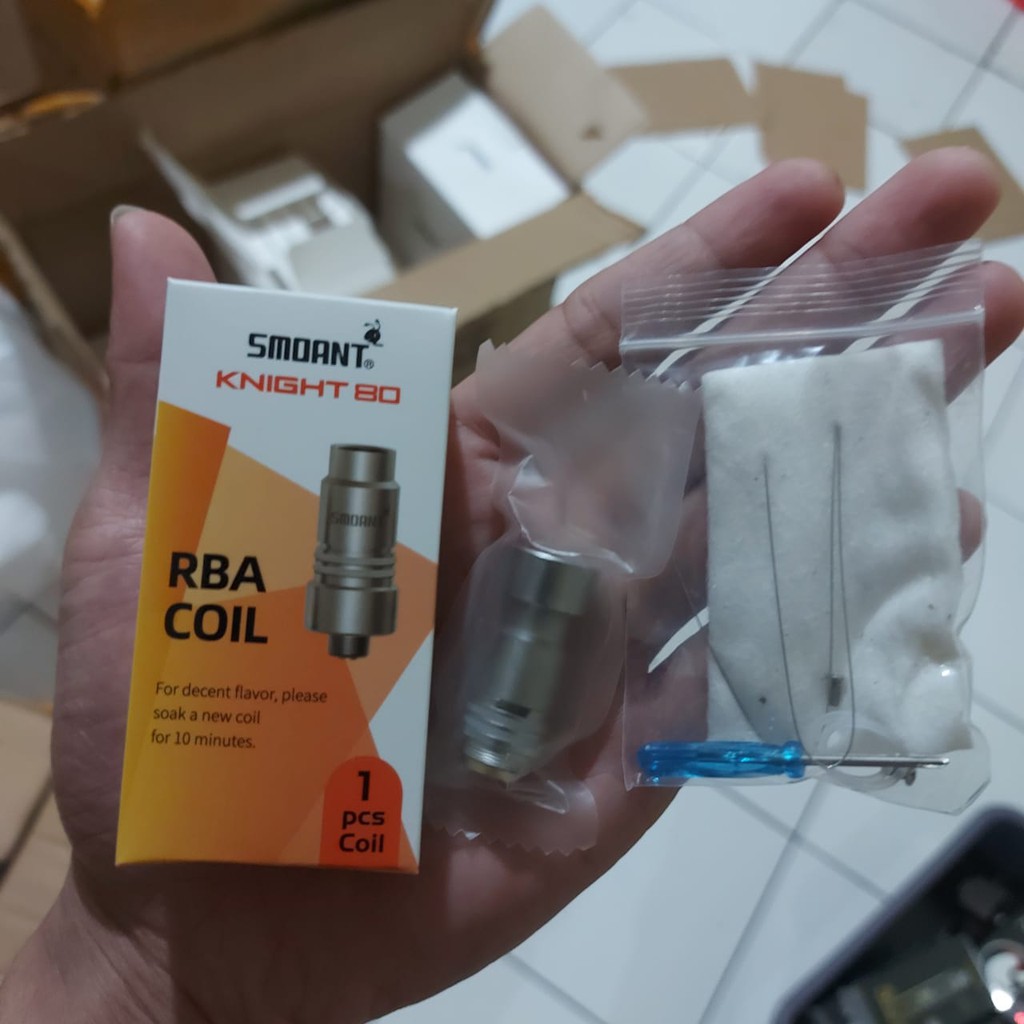 SMOANT®
KNIGHT 80
SMOANT
RBA
COIL
For decent flavor, please
soak a new coil
for 10 minutes.
1
pcs
Coil